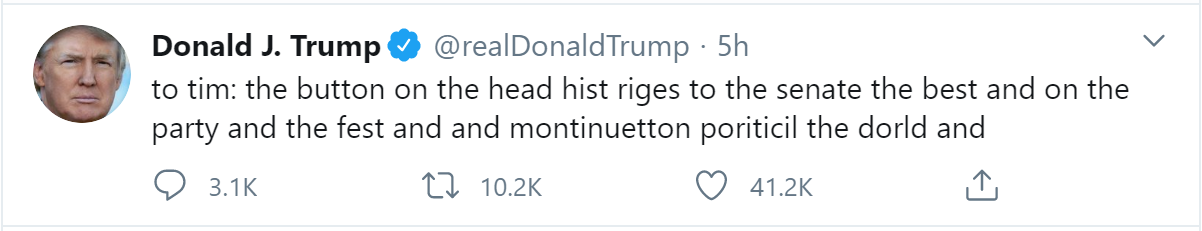 Donald J. Trump @realDonaldTrump · 5h
to tim: the button on the head hist riges to the senate the best and on the
party and the fest and and montinuetton poriticil the dorld and
3.1K 10.2K 41.2K